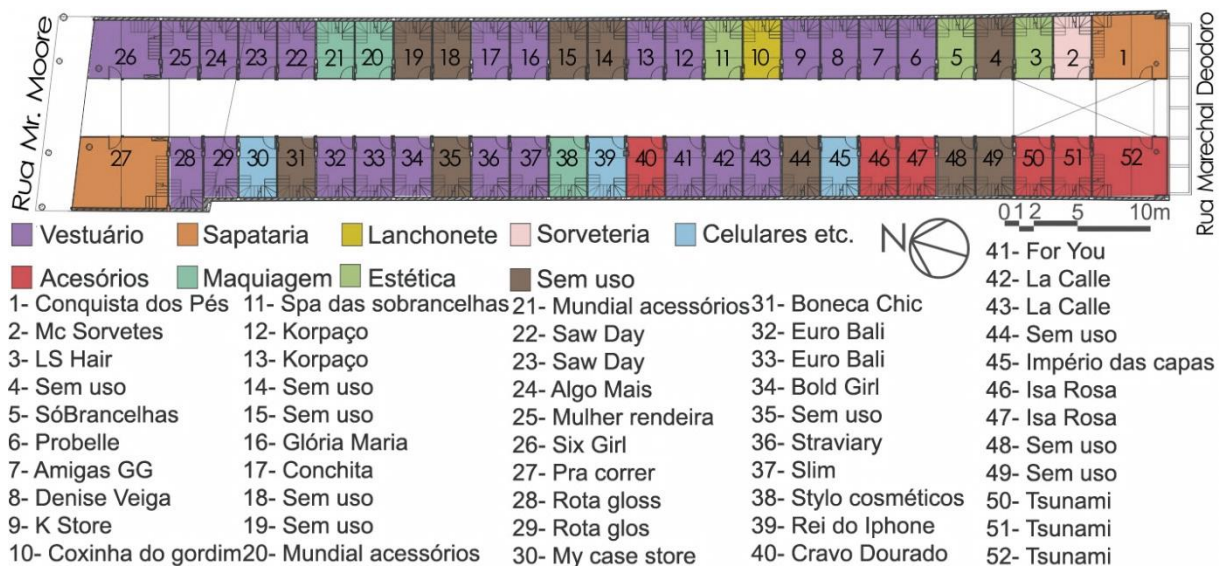 Rua Mr. Moore
26 25 24 23 22 21 20 19 18 17 16 15 14 13 12 11 10 9 8 7 6 5 4 3 2 1
27 28 29 30 31 32 33 34 35 36 37 38 39 40 41 42 43 44 45 46 47 48 49 50 51 52
Rua Marechal Deodoro
Vestuário Sapataria Lanchonete Sorveteria Celulares etc.
Acesórios Maquiagem Estética Sem uso
N
0 1 2 5 10m
1- Conquista dos Pés
2- Mc Sorvetes
3- LS Hair
4- Sem uso
5- SóBrancelhas
6- Probelle
7- Amigas GG
8- Denise Veiga
9- K Store
10- Coxinha do gordim
11- Spa das sobrancelhas
12- Korpaço
13- Korpaço
14- Sem uso
15- Sem uso
16- Glória Maria
17- Conchita
18- Sem uso
19- Sem uso
20- Mundial acessórios
21- Mundial acessórios
22- Saw Day
23- Saw Day
24- Algo Mais
25- Mulher rendeira
26- Six Girl
27- Pra correr
28- Rota gloss
29- Rota glos
30- My case store
31- Boneca Chic
32- Euro Bali
33- Euro Bali
34- Bold Girl
35- Sem uso
36- Straviary
37- Slim
38- Stylo cosméticos
39- Rei do Iphone
40- Cravo Dourado
41- For You
42- La Calle
43- La Calle
44- Sem uso
45- Império das capas
46- Isa Rosa
47- Isa Rosa
48- Sem uso
49- Sem uso
50- Tsunami
51- Tsunami
52- Tsunami